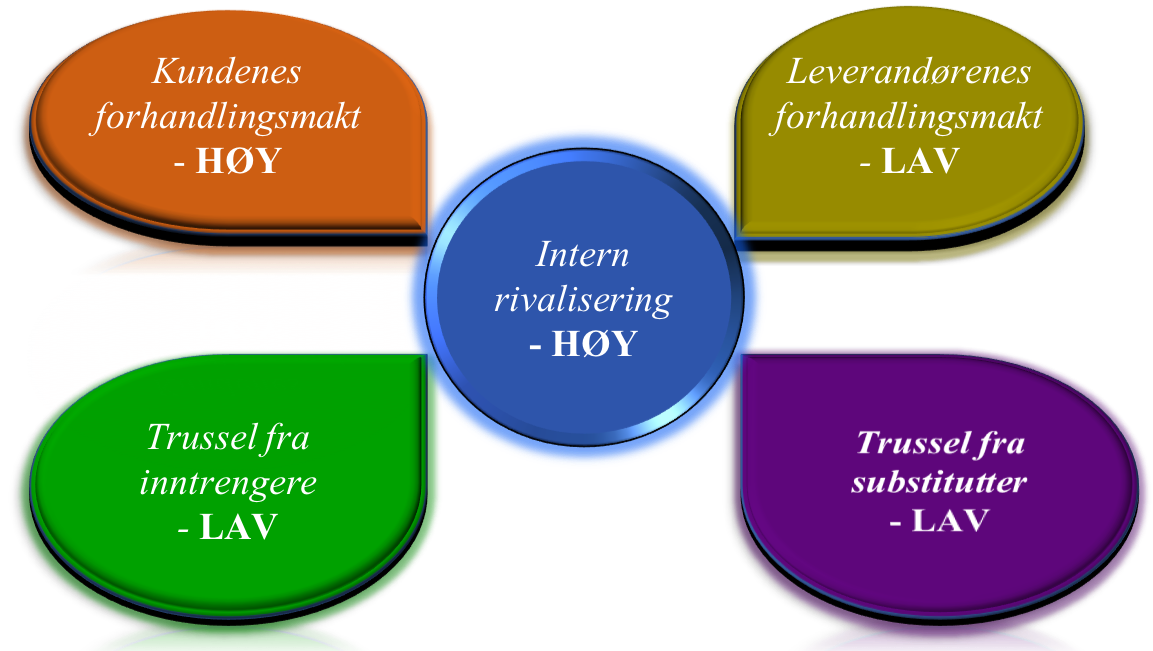 Kundenes
forhandlingsmakt
- HØY
Leverandørenes
forhandlingsmakt
- LAV
Intern
rivalisering
- HØY
Trussel fra
inntrengere
- LAV
Trussel fra
substitutter
- LAV